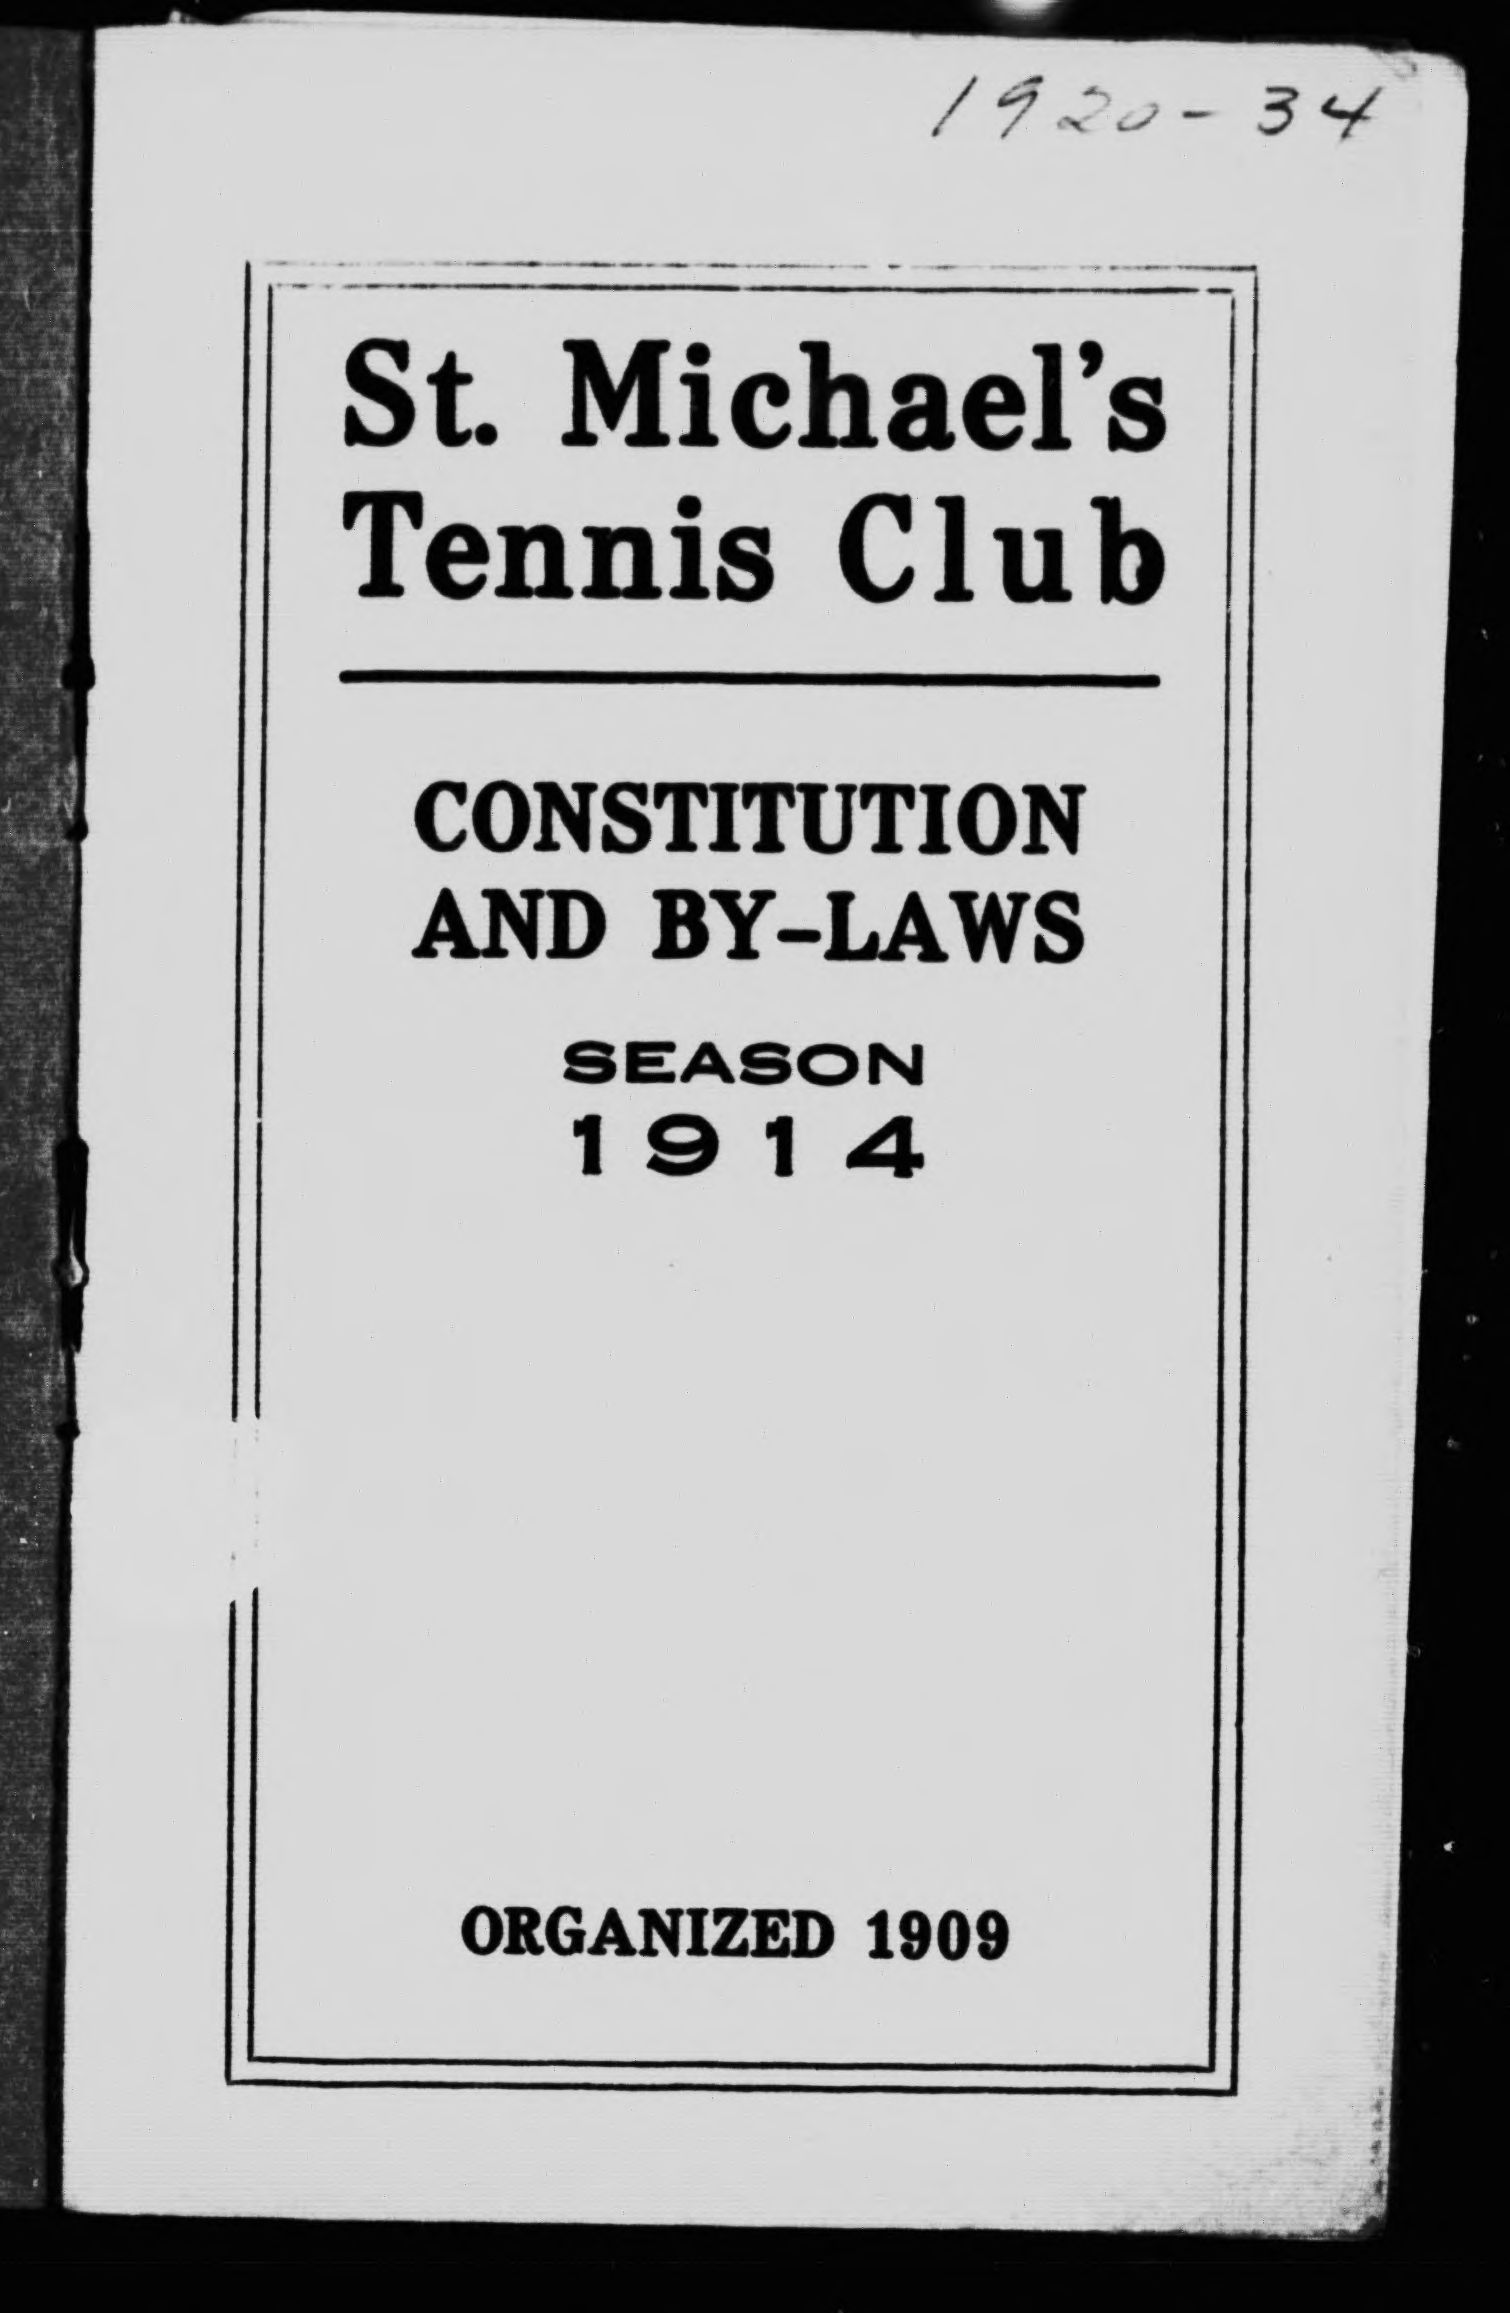 1920-34
St. Michael's
Tennis Club
CONSTITUTION
AND BY-LAWS
SEASON
1914
ORGANIZED 1909